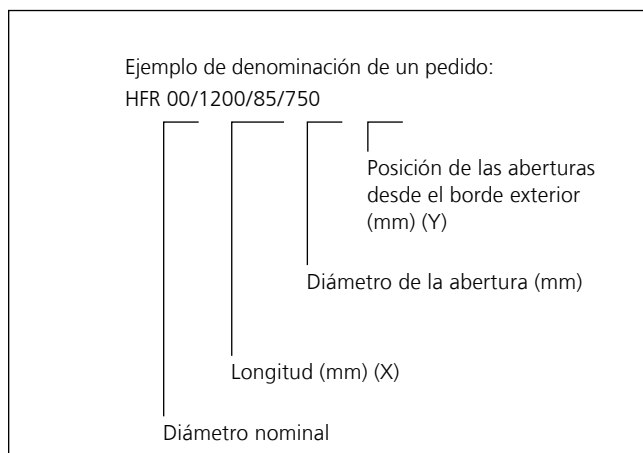 Ejemplo de denominación de un pedido:
HFR 00/1200/85/750
Posición de las aberturas
desde el borde exterior
(mm) (Y)
Diámetro de la abertura (mm)
Longitud (mm) (X)
Diámetro nominal